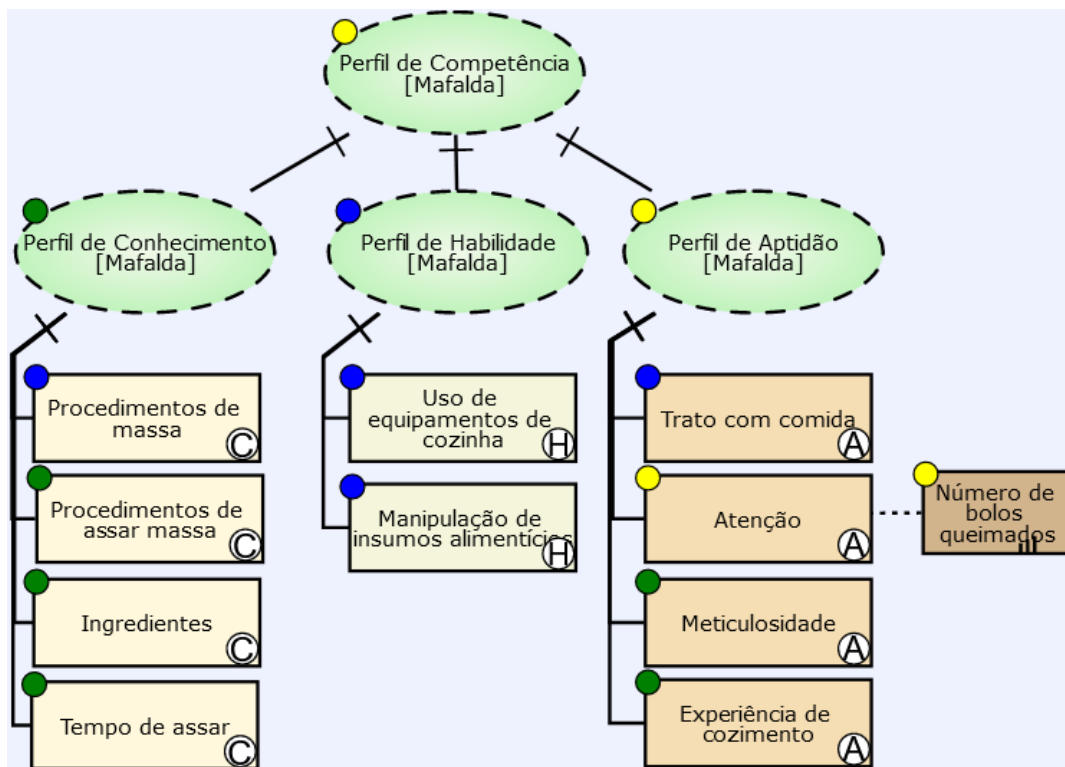 Perfil de Competência
[Mafalda]
Perfil de Conhecimento
[Mafalda]
Perfil de Habilidade
[Mafalda]
Perfil de Aptidão
[Mafalda]
Procedimentos de
massa
C
Procedimentos de
assar massa
C
Ingredientes
C
Tempo de assar
C
Uso de
equipamentos de
cozinha
H
Manipulação de
insumos alimentícios
H
Trato com comida
A
Atenção
A
Meticulosidade
A
Experiência de
cozimento
A
Número de
bolos
queimados